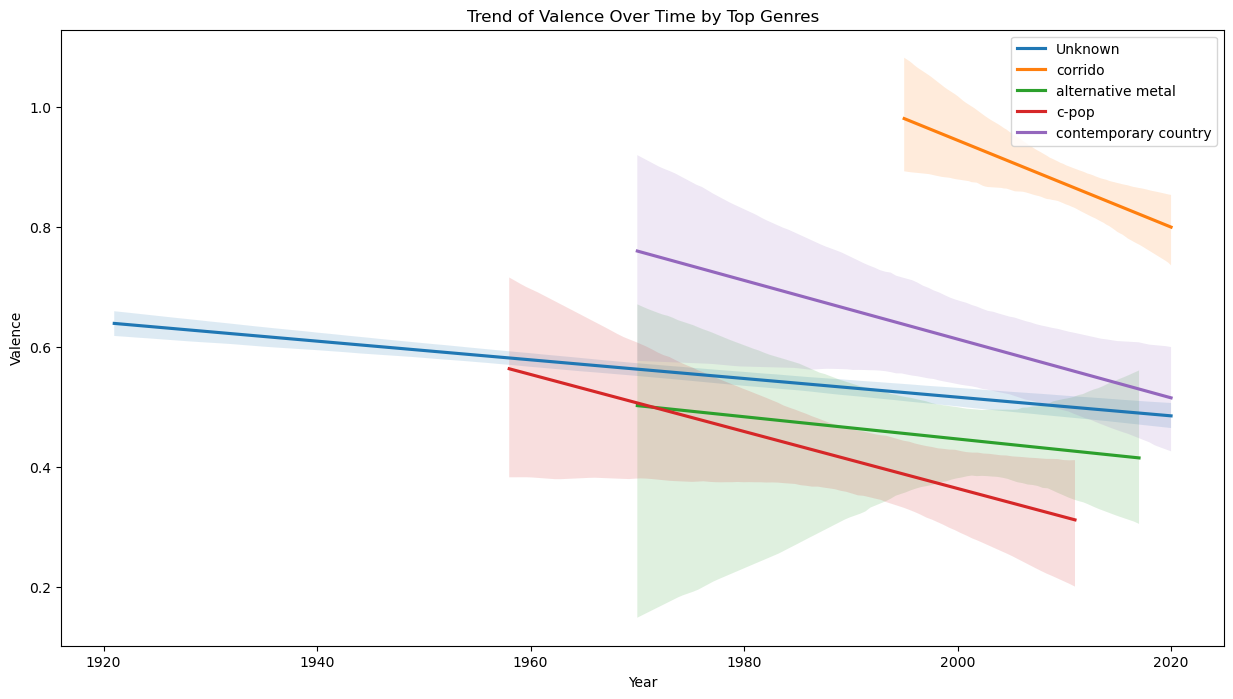 Trend of Valence Over Time by Top Genres
Unknown
corrido
alternative metal
c-pop
contemporary country
Valence
1.0
0.8
0.6
0.4
0.2
1920 1940 1960 1980 2000 2020
Year